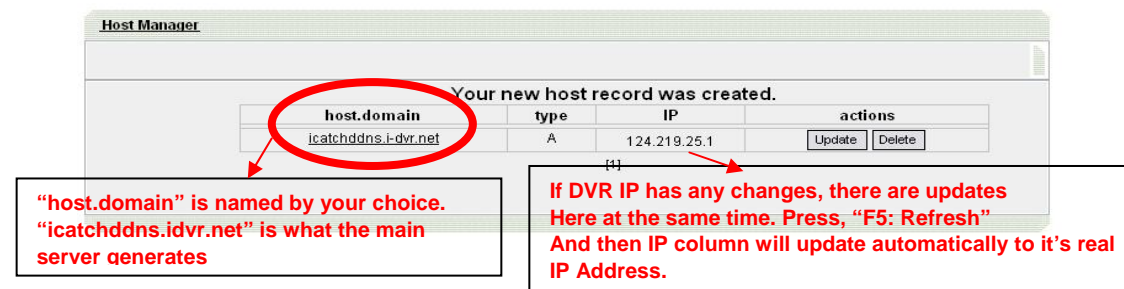 Host Manager
Your new host record was created.
host.domain type IP actions
icatchddns.i-dvr.net A 124.219.25.1 Update Delete
[1]
“host.domain” is named by your choice.
“icatchddns.idvr.net” is what the main
server generates
If DVR IP has any changes, there are updates
Here at the same time. Press, “F5: Refresh”
And then IP column will update automatically to it’s real
IP Address.